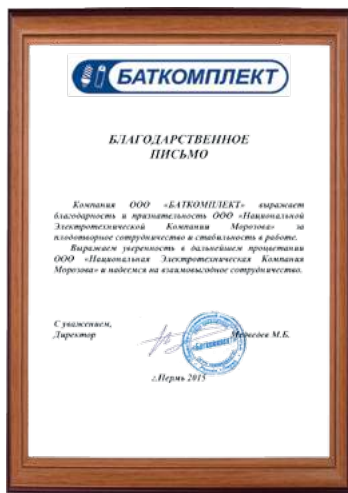 БАТКОМПЛЕКТ
БЛАГОДАРСТВЕННОЕ
ПИСЬМО
Компания ООО «БАТКОМПЛЕКТ» выражает
благодарность и признательность ООО «Национальной
Электротехнической Компании Морозова» за
плодотворное сотрудничество и стабильность в работе.
Выражаем уверенность в дальнейшем процветании
ООО «Национальная Электротехническая Компания
Морозова» и надеемся на взаимовыгодное сотрудничество.
С уважением,
Директор Медведев М.Б.
«Баткомплект»
г.Пермь 2015